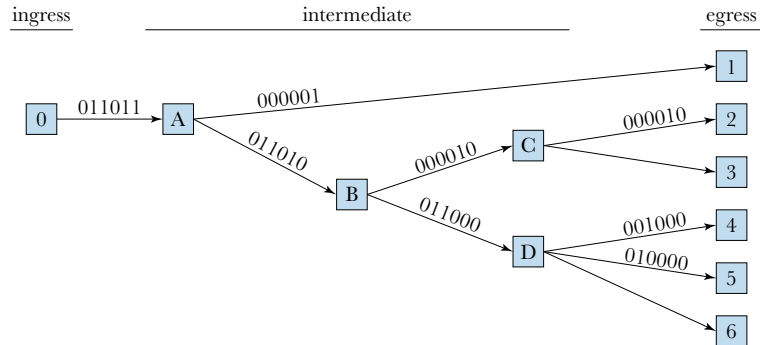 ingress intermediate egress
1
000001
0 011011 A 000010 2
C
011010 000010 3
B
011000 001000 4
D 010000 5
6